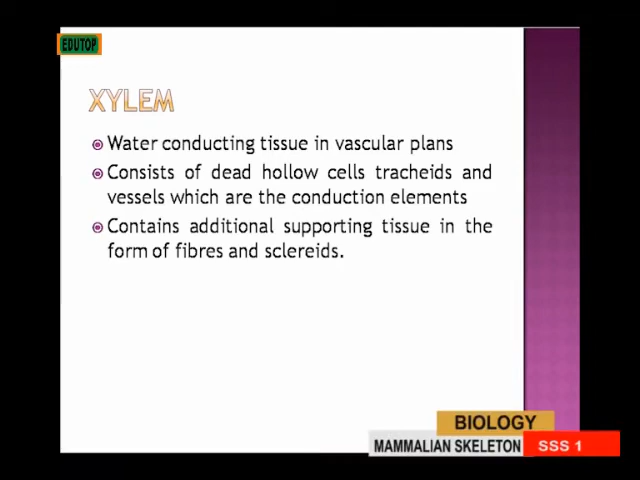 EDUTOP
XYLEM
Water conducting tissue in vascular plans
Consists of dead hollow cells tracheids and
vessels which are the conduction elements
Contains additional supporting tissue in the
form of fibres and sclereids.
BIOLOGY
MAMMALIAN SKELETON SSS 1